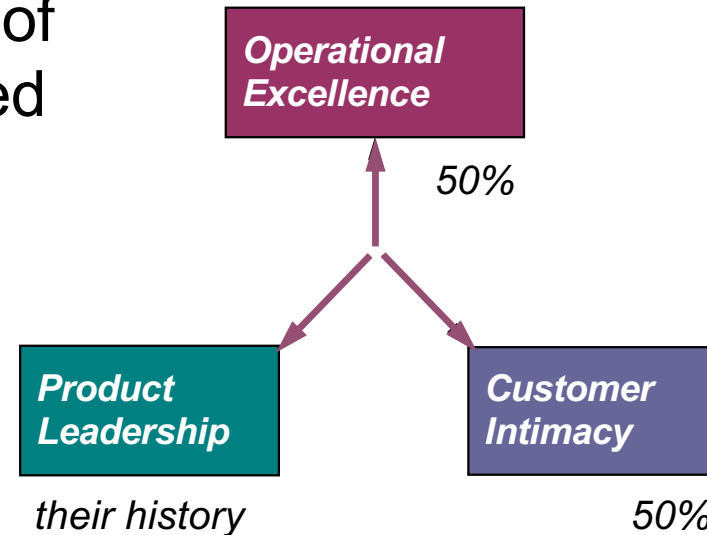 of
ed
Operational
Excellence
50%
Product
Leadership
Customer
Intimacy
their history
50%